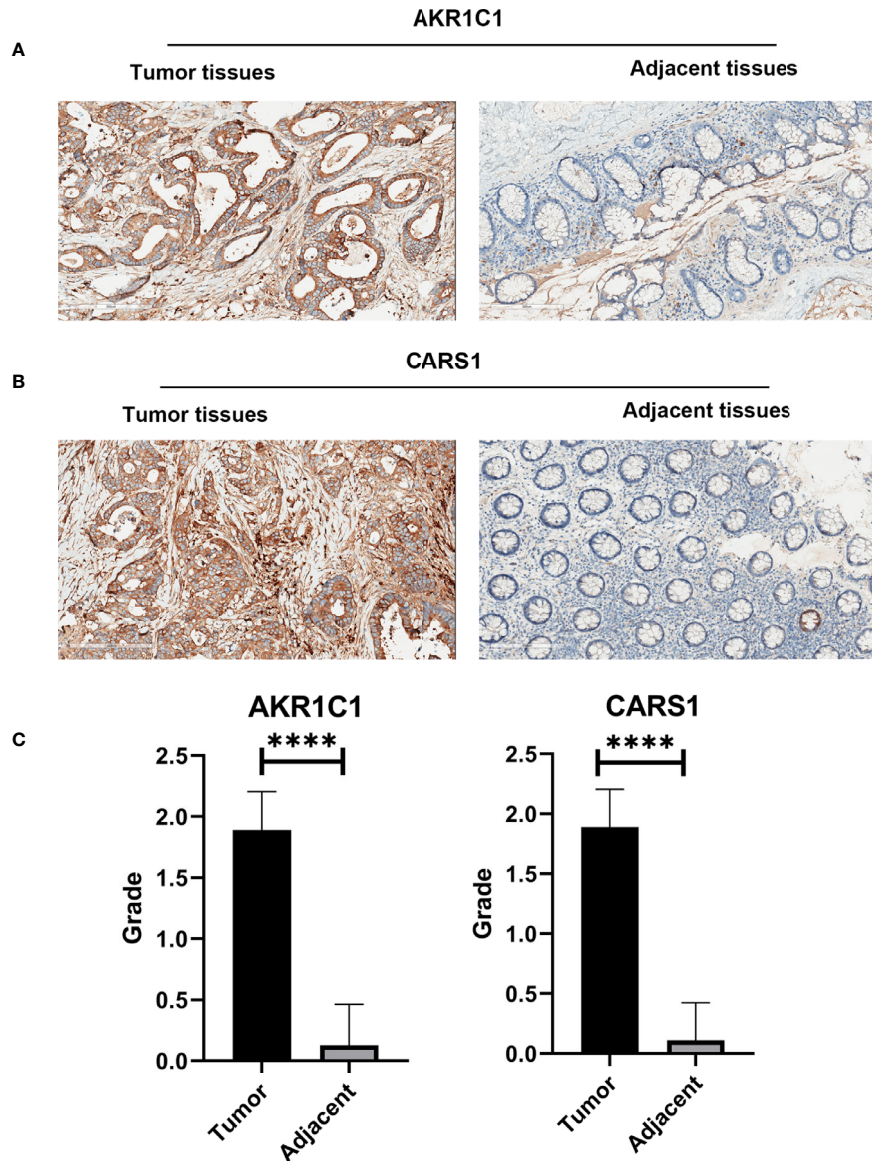 AKR1C1
A
Tumor tissues
Adjacent tissues
CARS1
B
Tumor tissues
Adjacent tissues
C
AKR1C1
****
2.5
2.0
1.5
1.0
0.5
0.0
Grade
Tumor
Adjacent
CARS1
****
2.5
2.0
1.5
1.0
0.5
0.0
Grade
Tumor
Adjacent